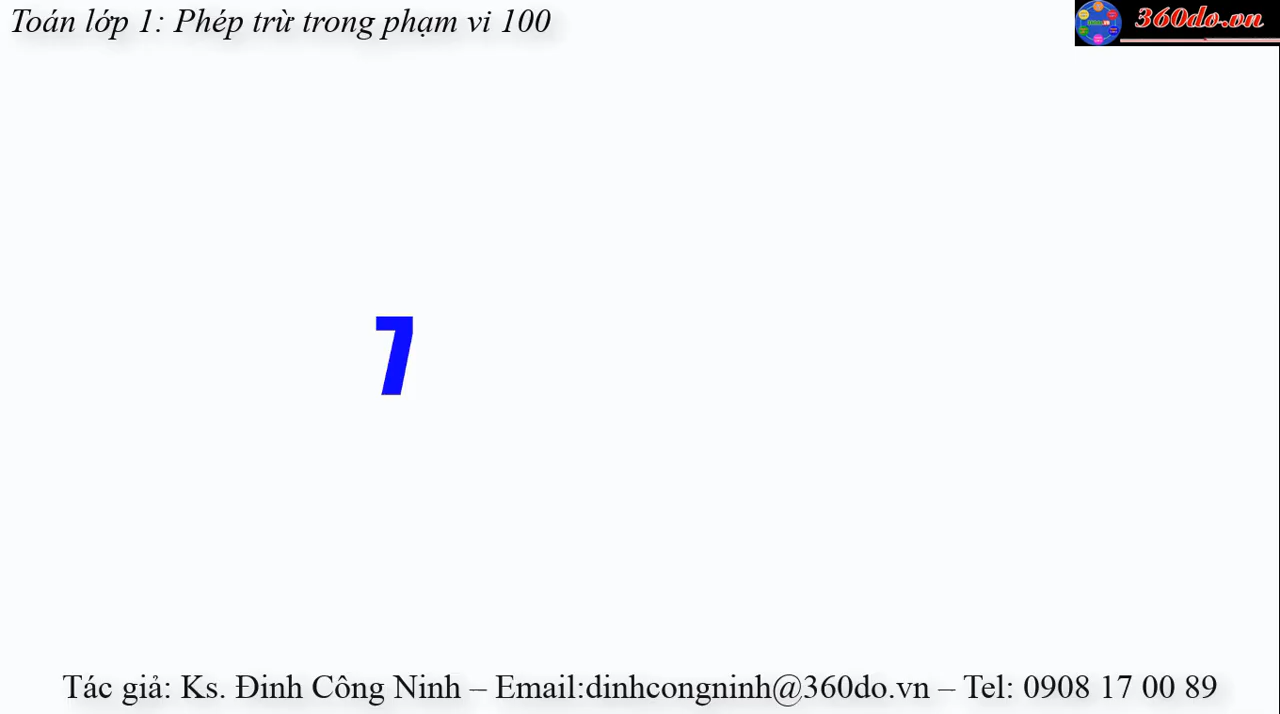 Toán lớp 1: Phép trừ trong phạm vi 100
360do.vn
7
Tác giả: Ks. Đinh Công Ninh – Email:dinhcongninh@360do.vn – Tel: 0908 17 00 89